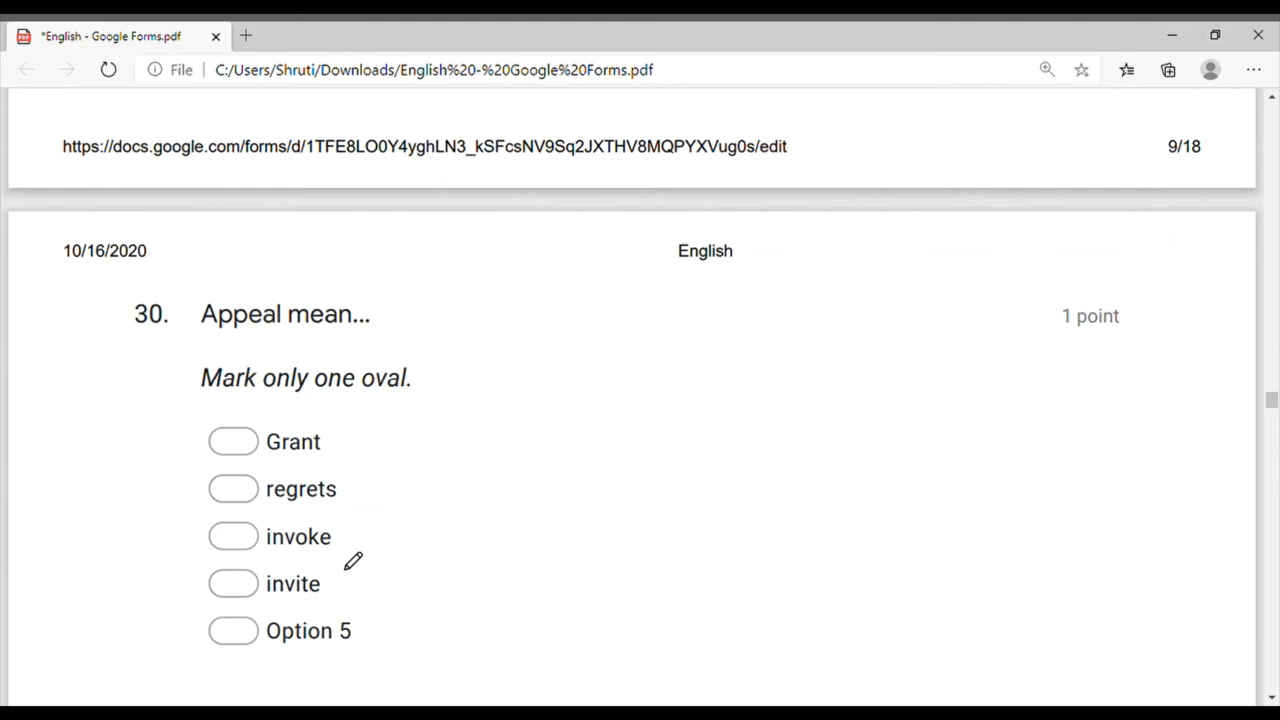 *English - Google Forms.pdf
File
C:/Users/Shruti/Downloads/English%20-%20Google%20Forms.pdf
https://docs.google.com/forms/d/1TFE8LO0Y4yghLN3_kSFcsNV9Sq2JXTHV8MQPYXVug0s/edit 9/18
10/16/2020 English
30. Appeal mean... 1 point
Mark only one oval.
Grant
regrets
invoke
invite
Option 5